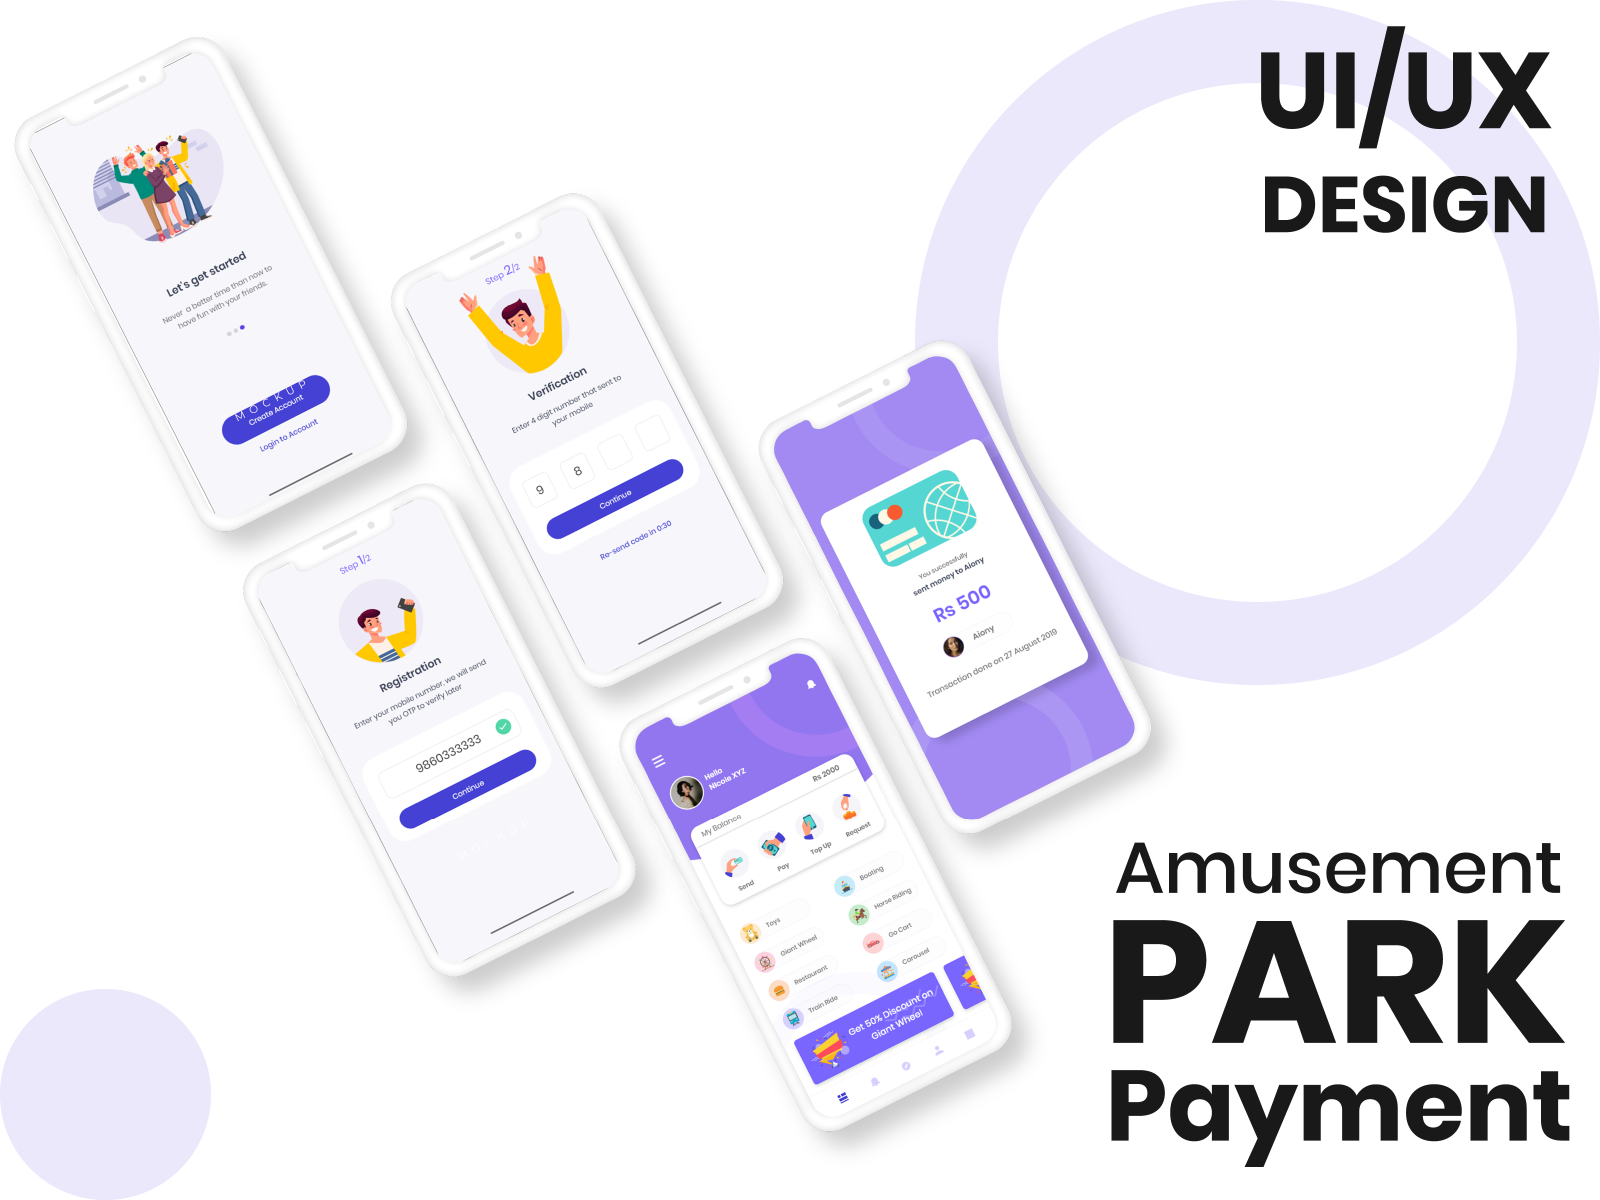 UI/UX
DESIGN
Let's get started
Never a better time than now to
have fun with your friends.
MOCKUP
Create Account
Login to Account
Step 2/2
Verification
Enter 4 digit number that sent to
your mobile
9 8
Continue
Re-send code in 0:30
Step 1/2
Registration
Enter your mobile number, we will send
you OTP to verify later
9860333333
Continue
You successfully
sent money to Aiony
Rs 500
Aiony
Transaction done on 27 August 2019
Hello
Nicole XYZ
My Balance Rs 2000
Send Pay Top Up Request
Toys Boating
Giant Wheel Horse Riding
Restaurant Go Cart
Train Ride Carousel
Get 50% Discount on
Giant Wheel
Amusement
PARK
Payment